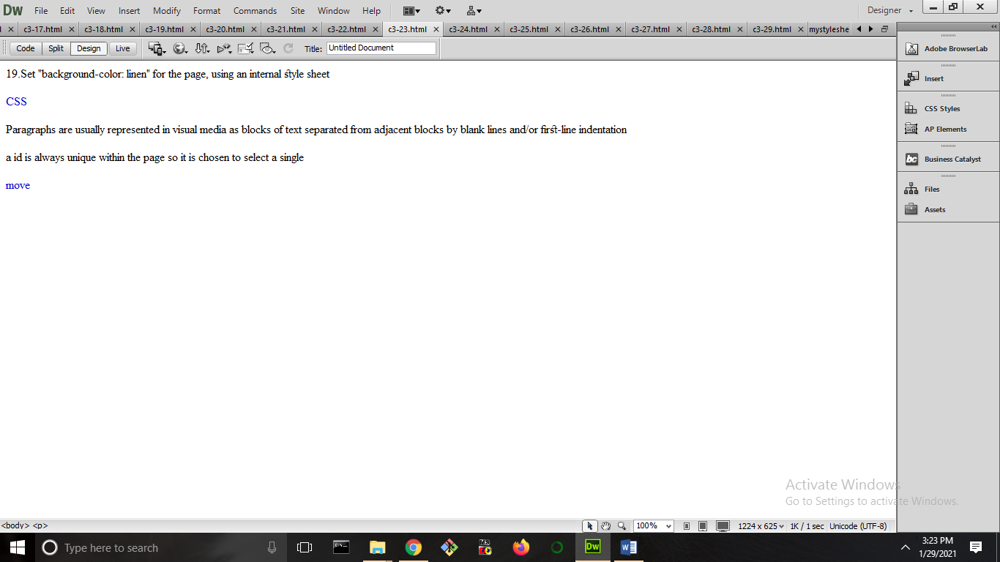 Dw File Edit View Insert Modify Format Commands Site Window Help Designer
c3-17.html c3-18.html c3-19.html c3-20.html c3-21.html c3-22.html c3-23.html c3-24.html c3-25.html c3-26.html c3-27.html c3-28.html c3-29.html mystyleshe
Code Split Design Live Title: Untitled Document
Adobe BrowserLab
Insert
CSS Styles
AP Elements
bc Business Catalyst
Files
Assets
19.Set "background-color: linen" for the page, using an internal style sheet
CSS
Paragraphs are usually represented in visual media as blocks of text separated from adjacent blocks by blank lines and/or first-line indentation
a id is always unique within the page so it is chosen to select a single
move
Activate Windows
Go to Settings to activate Windows.
<body> <p> 100% 1224 x 625 1K / 1 sec Unicode (UTF-8)
Type here to search Dw 3:23 PM
1/29/2021